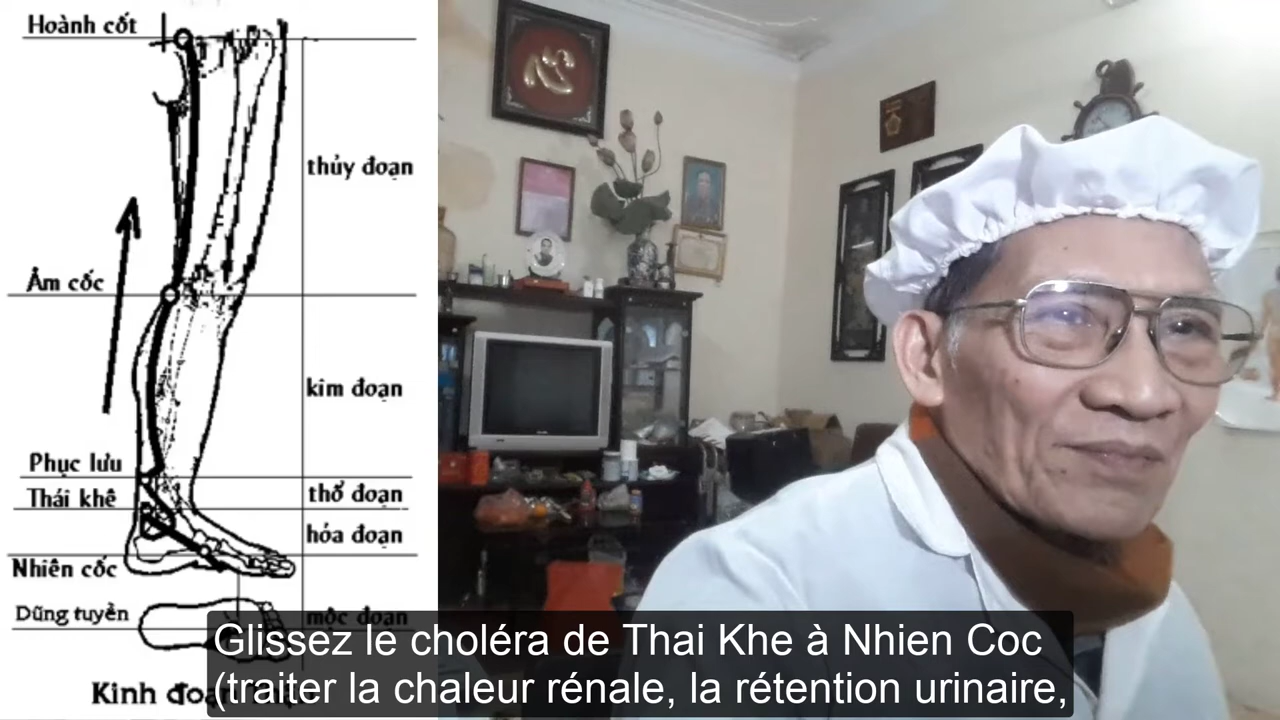 Hoành cốt
thủy đoạn
Âm cốc
kim đoạn
Phục lưu
Thái khê
thổ đoạn
hỏa đoạn
Nhiên cốc
Dũng tuyền
mộc đoạn
Kinh đoạn
Glissez le choléra de Thai Khe à Nhien Coc
(traiter la chaleur rénale, la rétention urinaire,